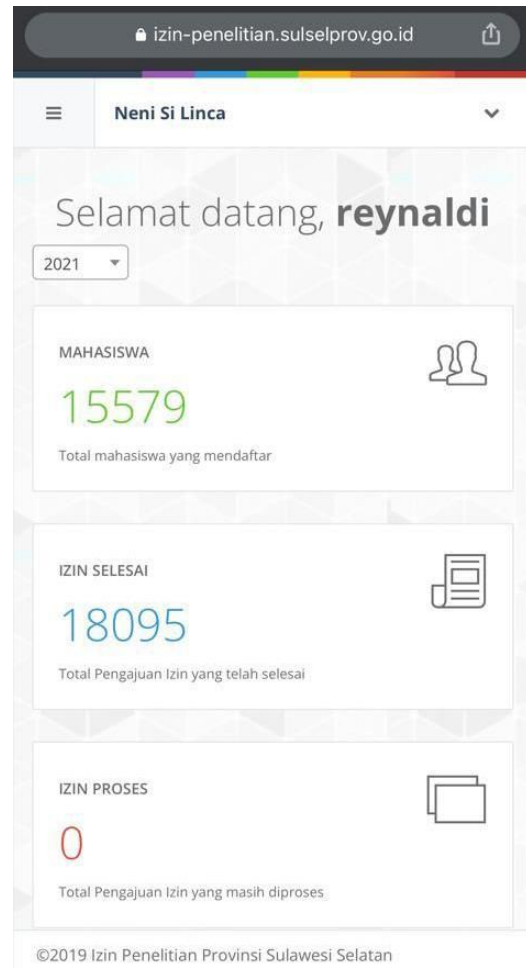 izin-penelitian.sulselprov.go.id
Neni Si Linca
Selamat datang, reynaldi
2021
MAHASISWA
15579
Total mahasiswa yang mendaftar
IZIN SELESAI
18095
Total Pengajuan Izin yang telah selesai
IZIN PROSES
0
Total Pengajuan Izin yang masih diproses
©2019 Izin Penelitian Provinsi Sulawesi Selatan